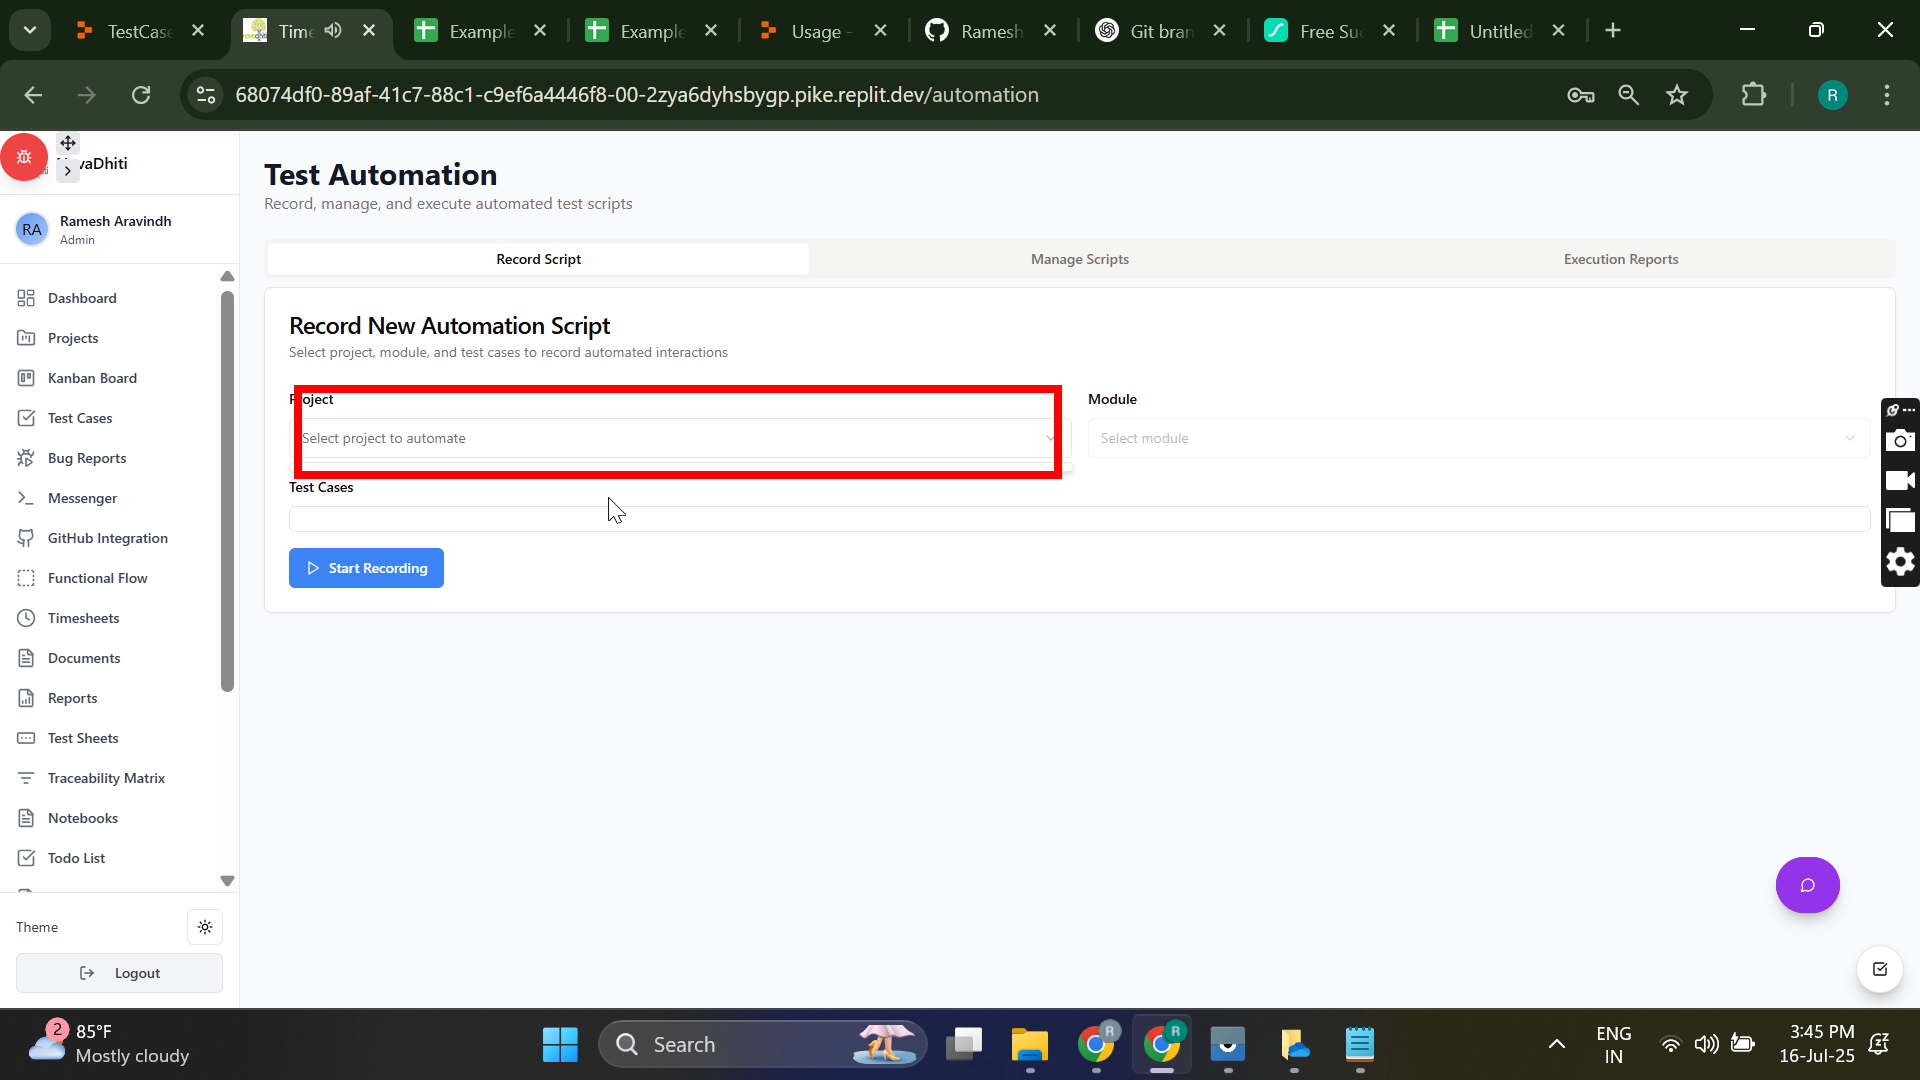 TestCase
Time
Example
Example
Usage -
Ramesh
Git bran
Free Su
Untitled
68074df0-89af-41c7-88c1-c9ef6a4446f8-00-2zya6dyhsbygp.pike.replit.dev/automation
R
vaDhiti
RA
Ramesh Aravindh
Admin
Dashboard
Projects
Kanban Board
Test Cases
Bug Reports
Messenger
GitHub Integration
Functional Flow
Timesheets
Documents
Reports
Test Sheets
Traceability Matrix
Notebooks
Todo List
Theme
Logout
Test Automation
Record, manage, and execute automated test scripts
Record Script
Manage Scripts
Execution Reports
Record New Automation Script
Select project, module, and test cases to record automated interactions
Project
Module
Select project to automate
Select module
Test Cases
Start Recording
2
85°F
Mostly cloudy
Search
R
R
ENG
IN
3:45 PM
16-Jul-25